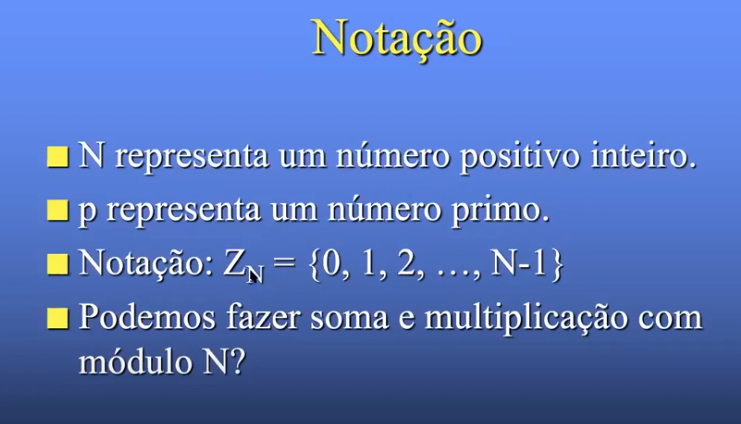 Notação
N representa um número positivo inteiro.
p representa um número primo.
Notação: Z_N = {0, 1, 2, …, N-1}
Podemos fazer soma e multiplicação com
módulo N?